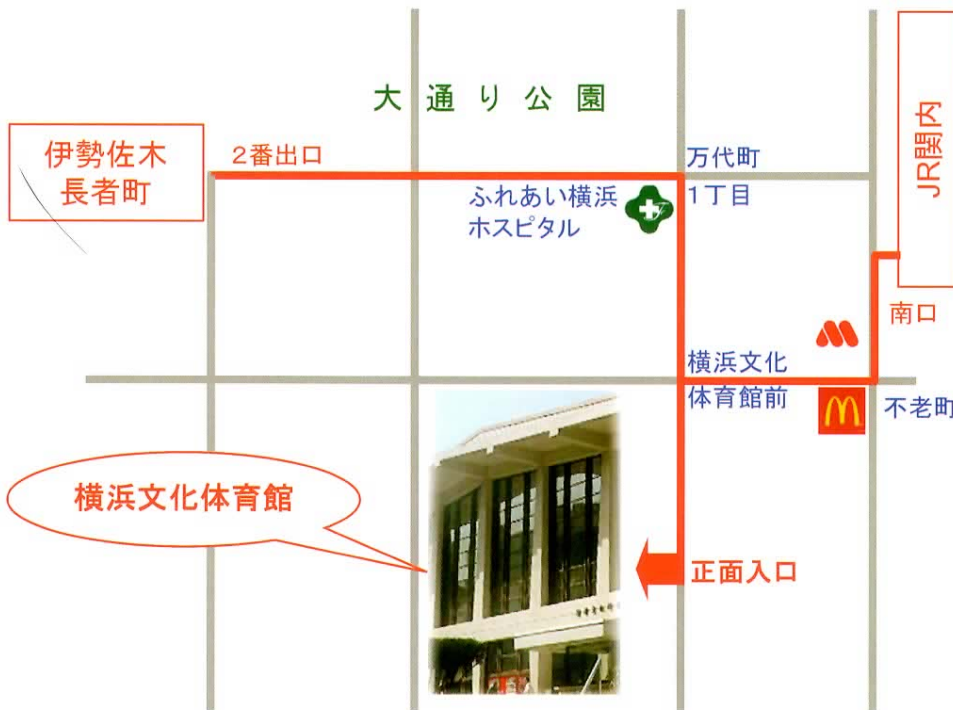 大通り公園
伊勢佐木
長者町
2番出口
万代町
1丁目
ふれあい横浜
ホスピタル
JR関内
南口
横浜文化
体育館前
不老町
横浜文化体育館
正面入口